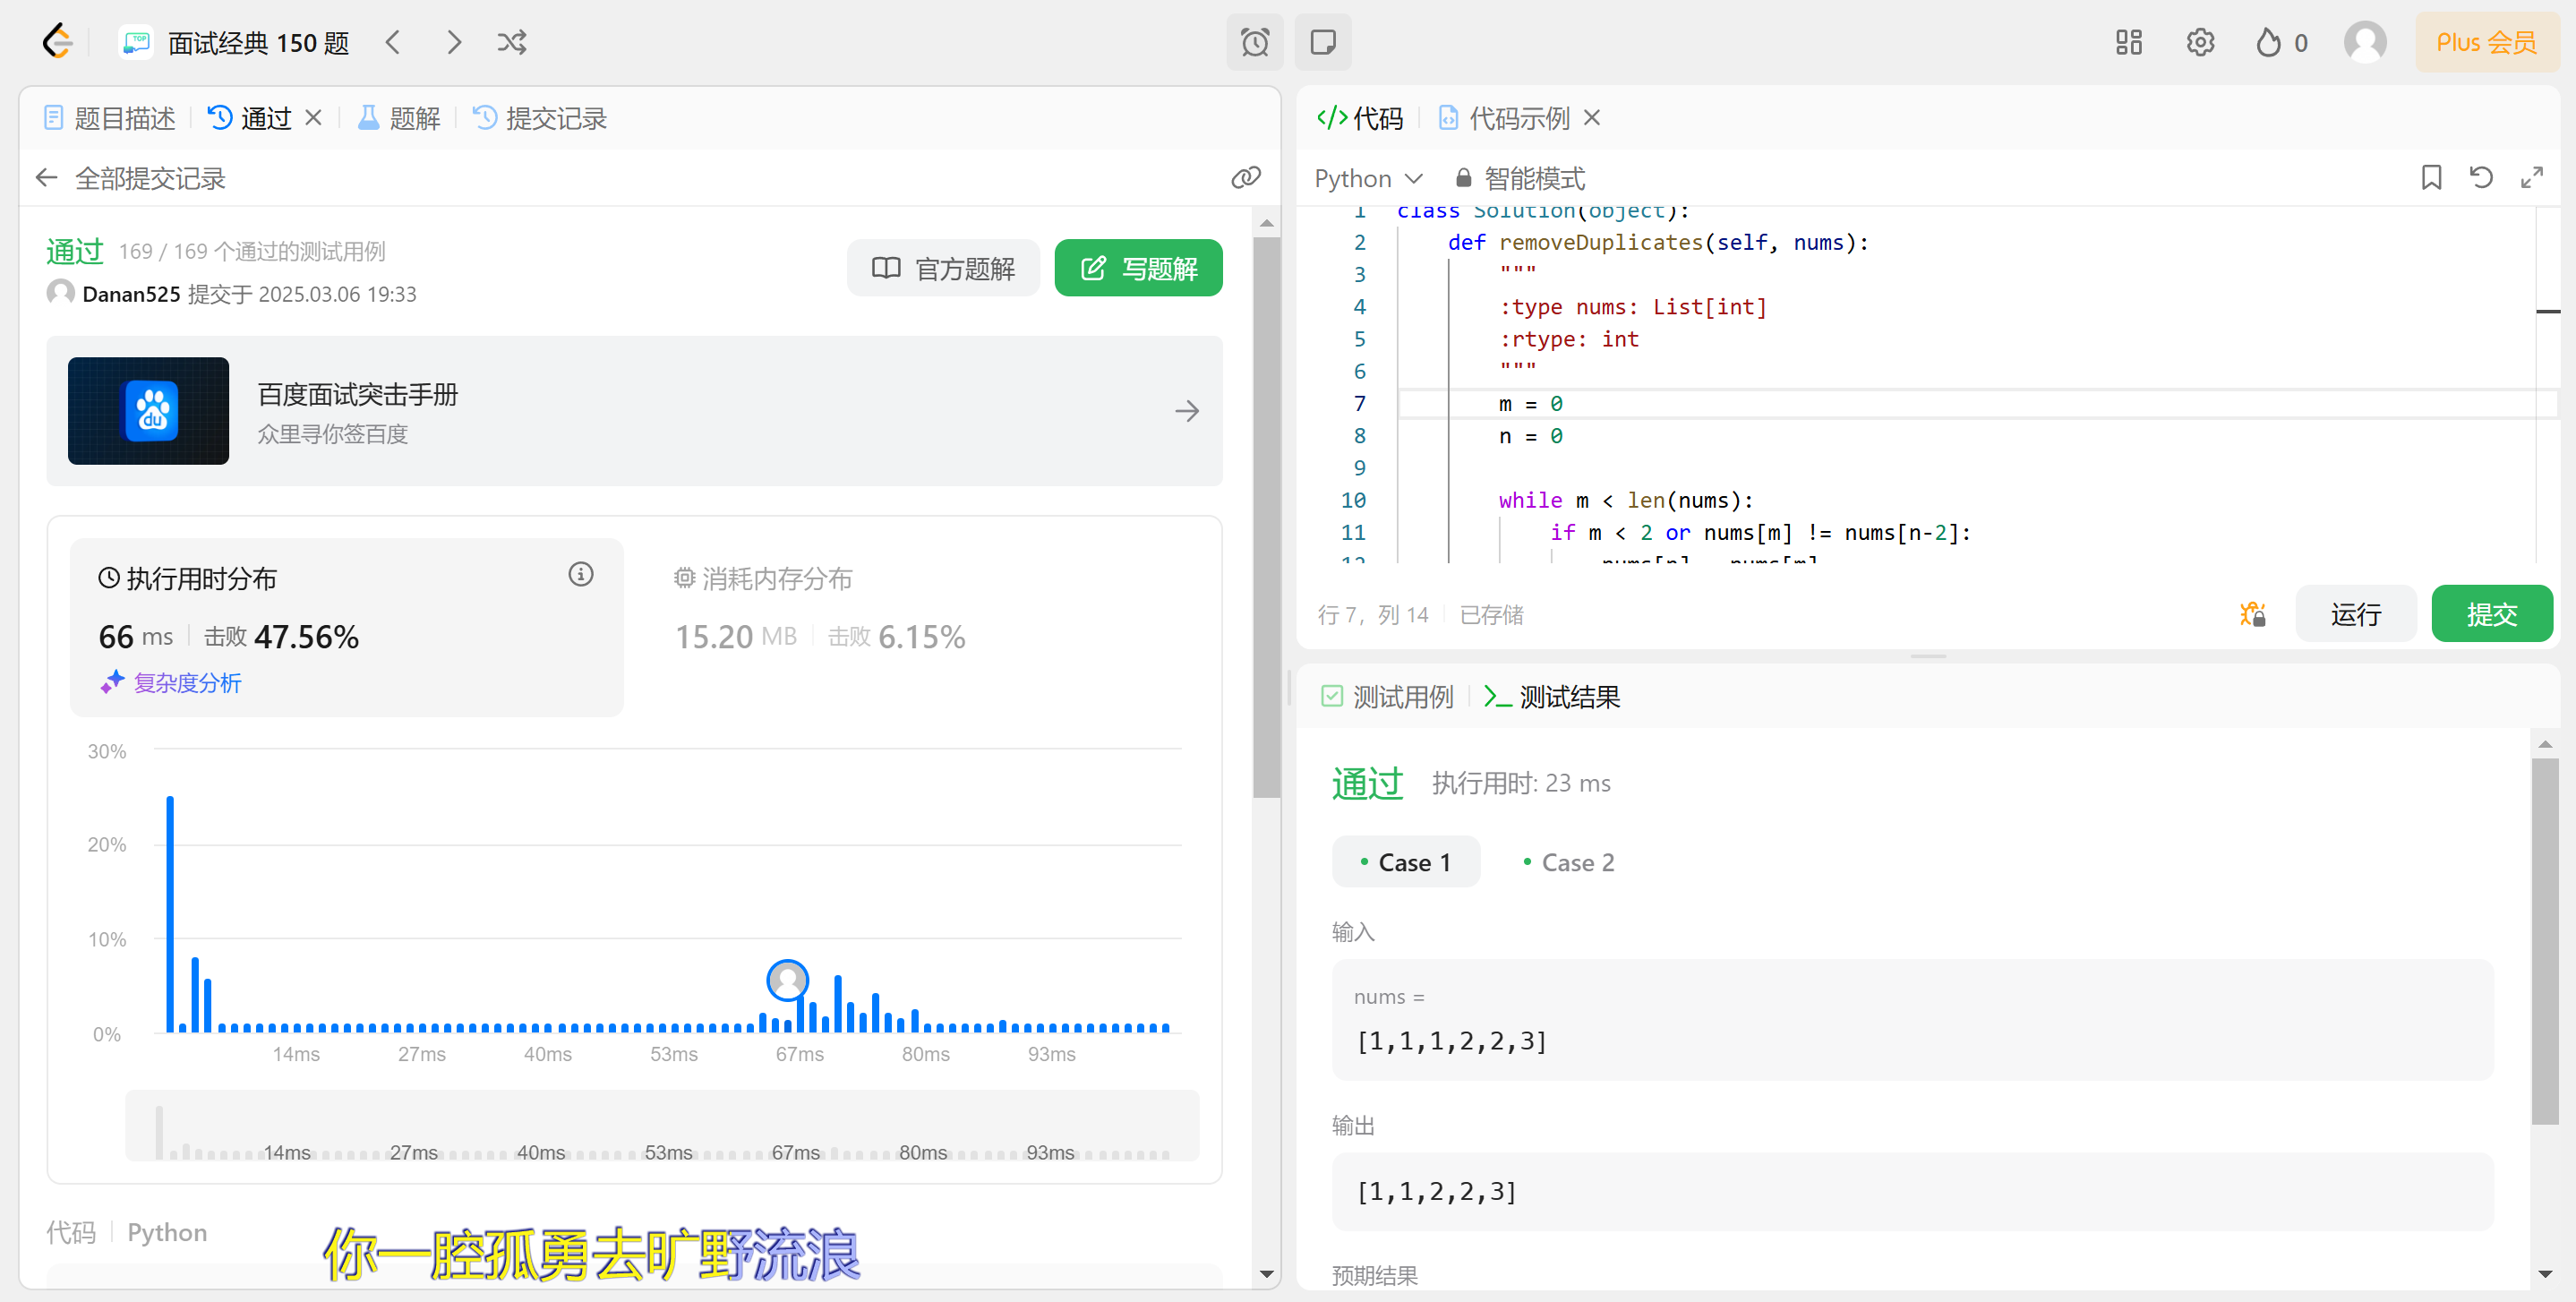 面试经典 150 题
0
Plus 会员
题目描述
通过
题解
提交记录
全部提交记录
通过 169 / 169 个通过的测试用例
Danan525 提交于 2025.03.06 19:33
官方题解
写题解
百度面试突击手册
众里寻你签百度
du
执行用时分布
66 ms 击败 47.56%
复杂度分析
消耗内存分布
15.20 MB 击败 6.15%
30%
20%
10%
0%
14ms 27ms 40ms 53ms 67ms 80ms 93ms
14ms 27ms 40ms 53ms 67ms 80ms 93ms
代码 Python
你一腔孤勇去旷野流浪
</> 代码
代码示例
Python 智能模式
1 class Solution(object):
2 def removeDuplicates(self, nums):
3 """
4 :type nums: List[int]
5 :rtype: int
6 """
7 m = 0
8 n = 0
9
10 while m < len(nums):
11 if m < 2 or nums[m] != nums[n-2]:
12 nums[n] = nums[m]
行 7，列 14 已存储
运行
提交
测试用例
测试结果
通过 执行用时: 23 ms
Case 1
Case 2
输入
nums =
[1,1,1,2,2,3]
输出
[1,1,2,2,3]
预期结果